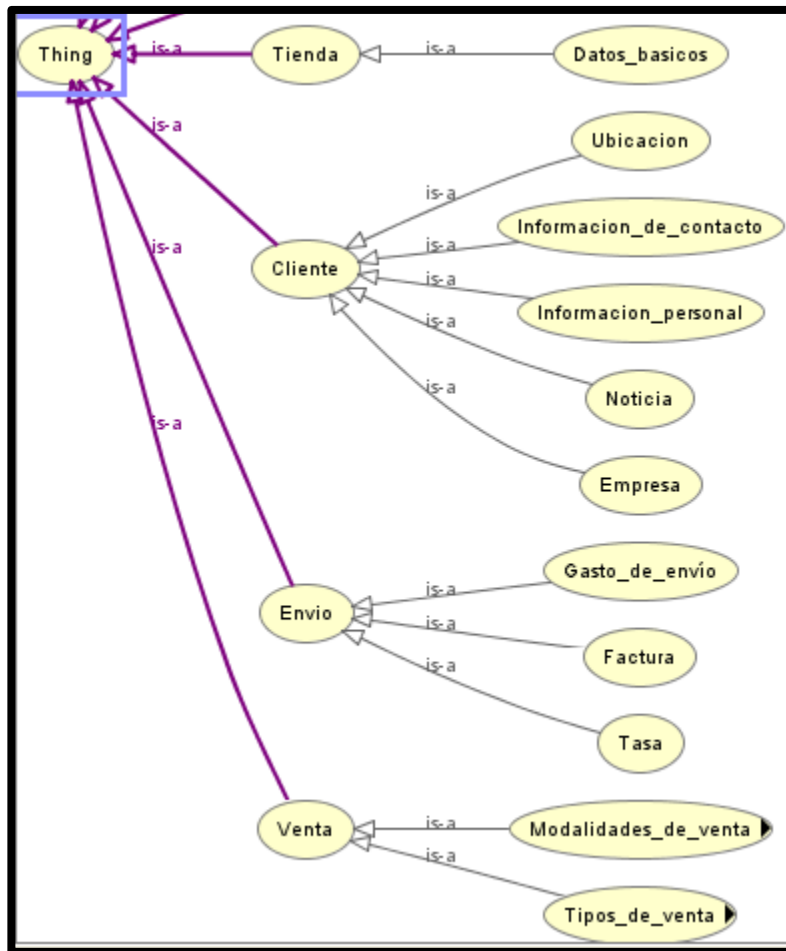 Thing
is-a
Tienda
is-a
Datos_basicos
is-a
Ubicacion
is-a
Informacion_de_contacto
is-a
Cliente
is-a
is-a
Informacion_personal
is-a
Noticia
is-a
is-a
Empresa
is-a
Gasto_de_envío
is-a
Envio
is-a
Factura
is-a
Tasa
Venta
is-a
Modalidades_de_venta
is-a
Tipos_de_venta